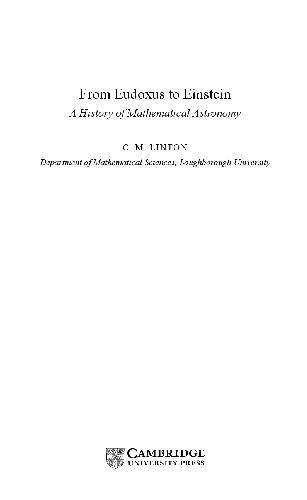 From Eudoxus to Einstein
A History of Mathematical Astronomy
C. M. LINTON
Department of Mathematical Sciences, Loughborough University
CAMBRIDGE
UNIVERSITY PRESS